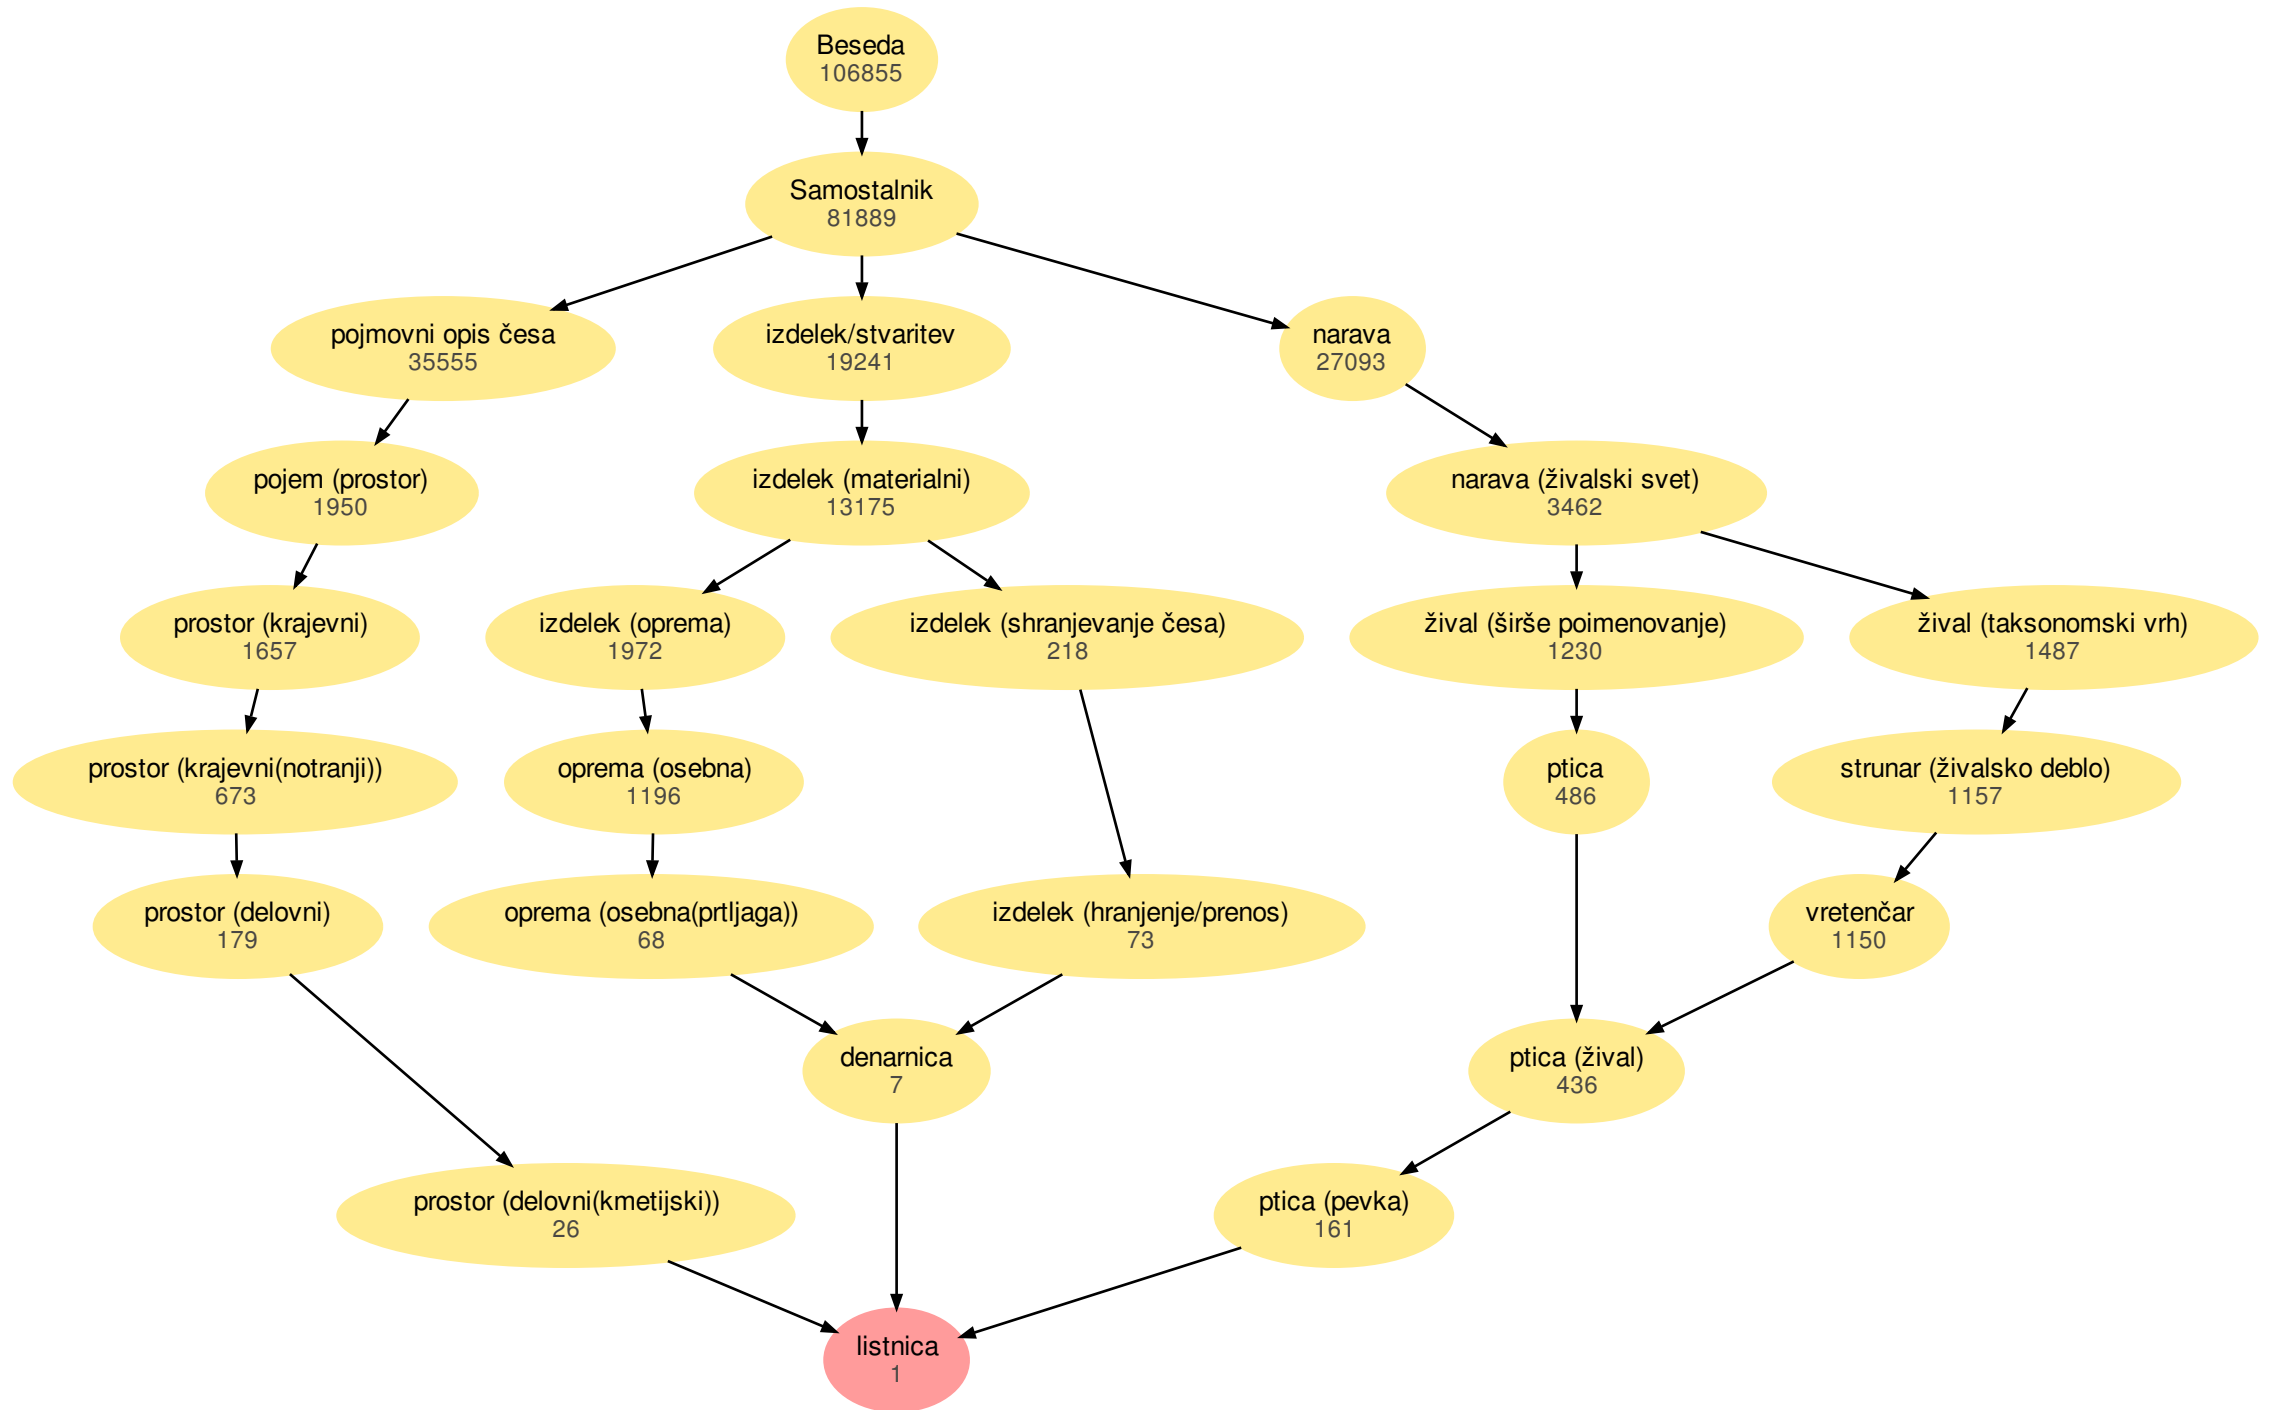 Beseda
106855
Samostalnik
81889
pojmovni opis česa
35555
izdelek/stvaritev
19241
narava
27093
pojem (prostor)
1950
izdelek (materialni)
13175
narava (živalski svet)
3462
prostor (krajevni)
1657
izdelek (oprema)
1972
izdelek (shranjevanje česa)
218
žival (širše poimenovanje)
1230
žival (taksonomski vrh)
1487
prostor (krajevni(notranji))
673
oprema (osebna)
1196
ptica
486
strunar (živalsko deblo)
1157
prostor (delovni)
179
oprema (osebna(prtljaga))
68
izdelek (hranjenje/prenos)
73
vretenčar
1150
denarnica
7
ptica (žival)
436
prostor (delovni(kmetijski))
26
ptica (pevka)
161
listnica
1